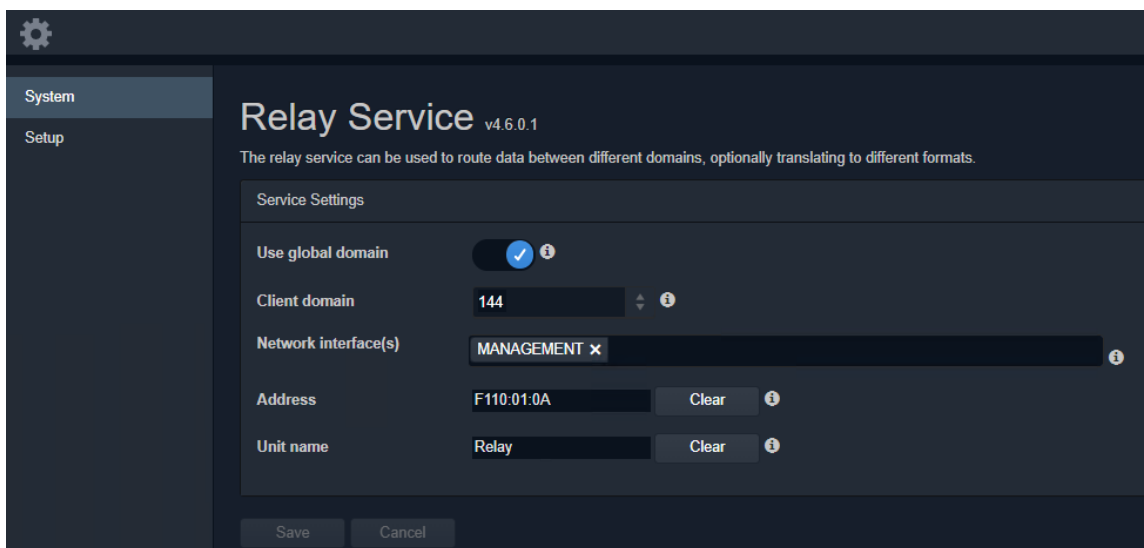 System
Setup
Relay Service v4.6.0.1
The relay service can be used to route data between different domains, optionally translating to different formats.
Service Settings
Use global domain
Client domain 144
Network interface(s) MANAGEMENT ×
Address F110:01:0A Clear
Unit name Relay Clear
Save Cancel